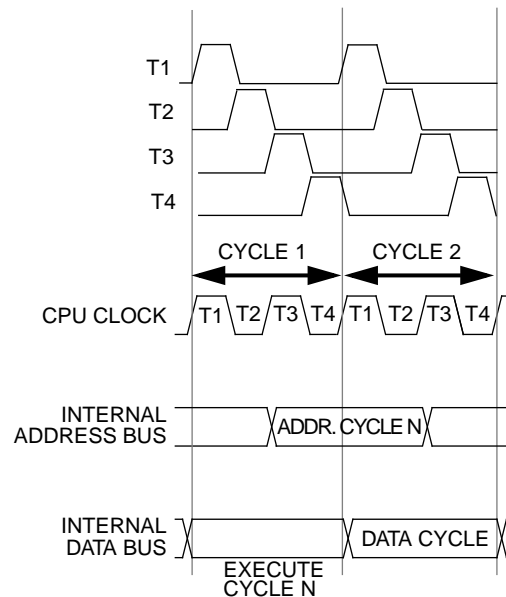 T1
T2
T3
T4
CYCLE 1 CYCLE 2
CPU CLOCK T1 T2 T3 T4 T1 T2 T3 T4
INTERNAL
ADDRESS BUS
ADDR. CYCLE N
INTERNAL
DATA BUS
DATA CYCLE
EXECUTE
CYCLE N